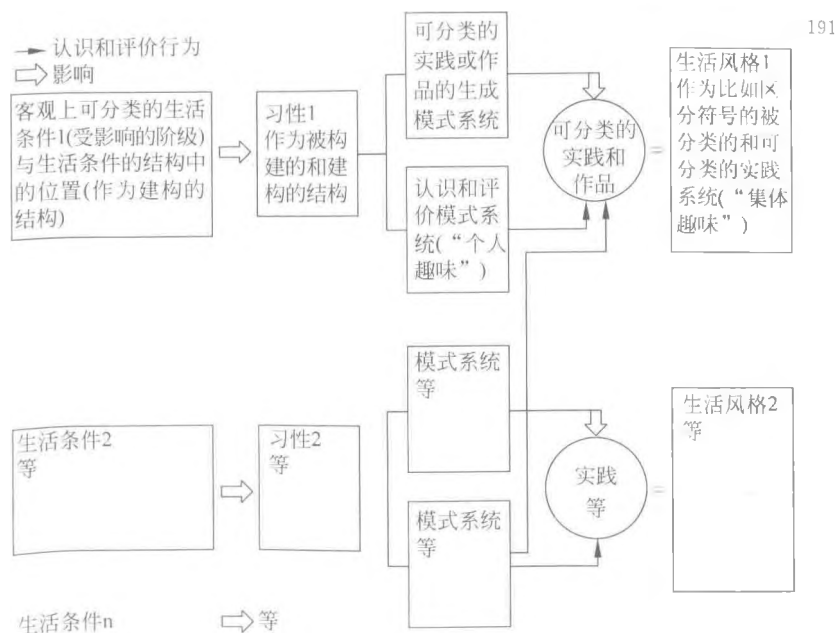 191
认识和评价行为
影响
客观上可分类的生活
条件1(受影响的阶级)
与生活条件的结构中
的位置(作为建构的
结构)
习性1
作为被构
建的和建
构的结构
可分类的
实践或作
品的生成
模式系统
认识和评
价模式系
统(“个人
趣味”)
可分类的
实践和
作品
=
生活风格1
作为比如区
分符号的被
分类的和可
分类的实践
系统(“集体
趣味”)
生活条件2
等
习性2
等
模式系统
等
模式系统
等
实践
等
=
生活风格2
等
生活条件n
等